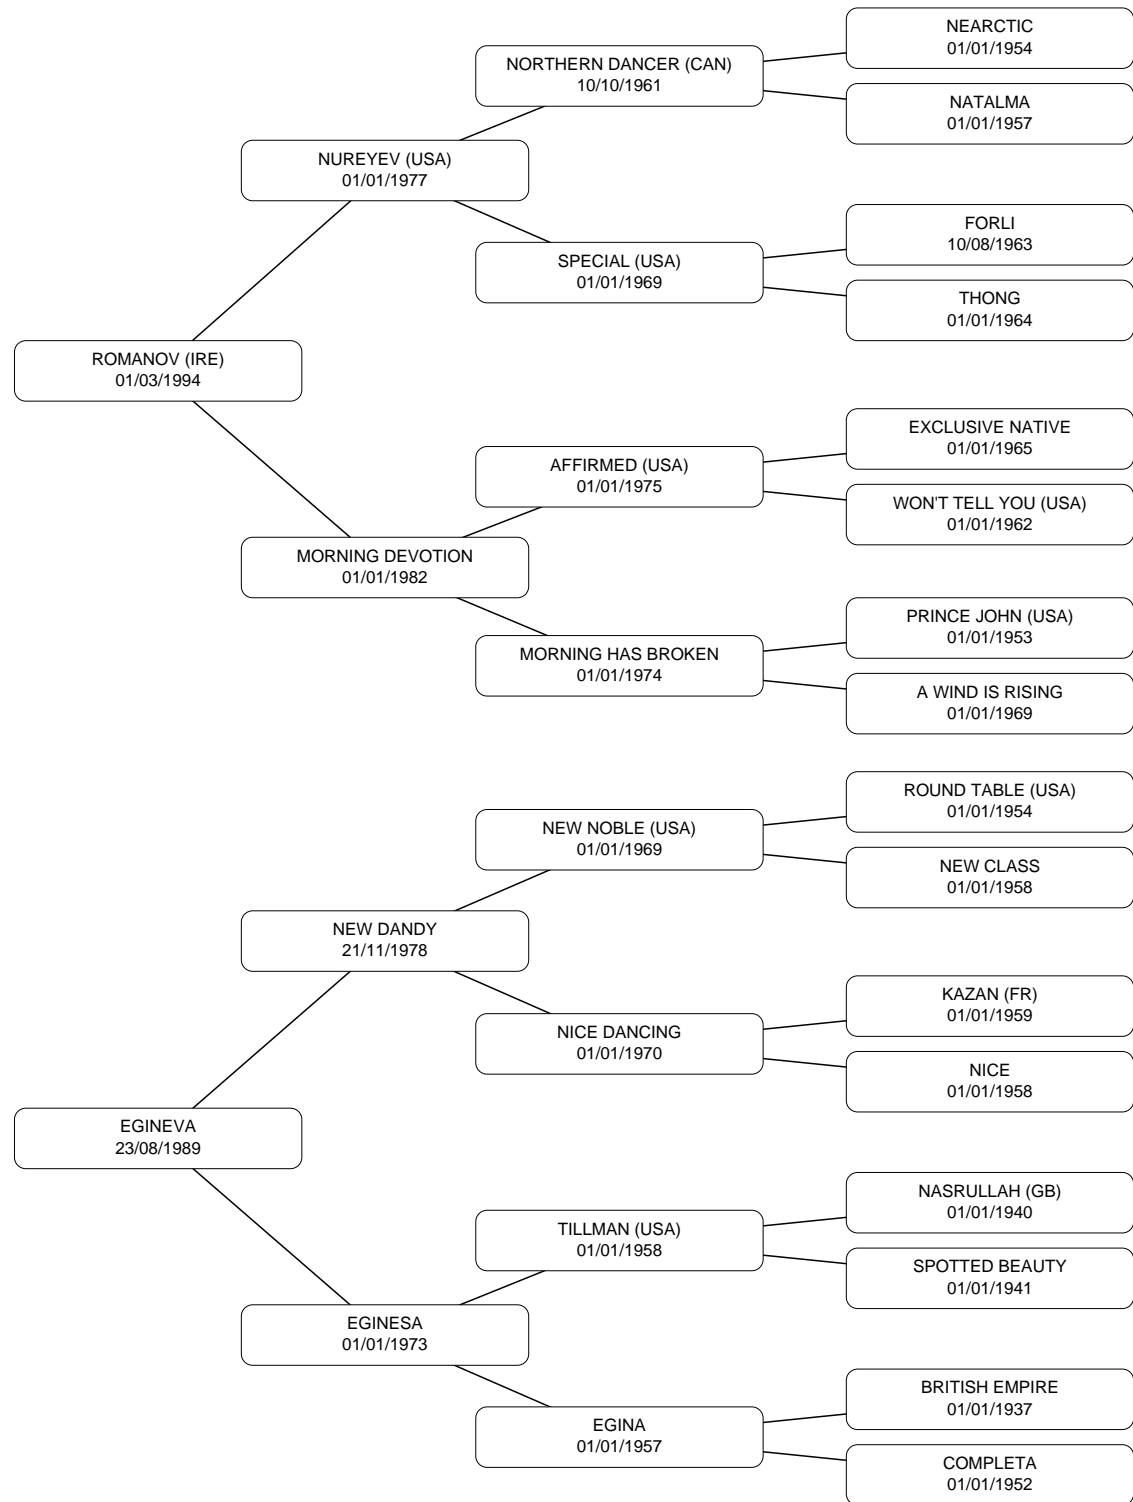 NEARCTIC
01/01/1954
NORTHERN DANCER (CAN)
10/10/1961
NATALMA
01/01/1957
NUREYEV (USA)
01/01/1977
FORLI
10/08/1963
SPECIAL (USA)
01/01/1969
THONG
01/01/1964
ROMANOV (IRE)
01/03/1994
EXCLUSIVE NATIVE
01/01/1965
AFFIRMED (USA)
01/01/1975
WON'T TELL YOU (USA)
01/01/1962
MORNING DEVOTION
01/01/1982
PRINCE JOHN (USA)
01/01/1953
MORNING HAS BROKEN
01/01/1974
A WIND IS RISING
01/01/1969
ROUND TABLE (USA)
01/01/1954
NEW NOBLE (USA)
01/01/1969
NEW CLASS
01/01/1958
NEW DANDY
21/11/1978
KAZAN (FR)
01/01/1959
NICE DANCING
01/01/1970
NICE
01/01/1958
EGINEVA
23/08/1989
NASRULLAH (GB)
01/01/1940
TILLMAN (USA)
01/01/1958
SPOTTED BEAUTY
01/01/1941
EGINESA
01/01/1973
BRITISH EMPIRE
01/01/1937
EGINA
01/01/1957
COMPLETA
01/01/1952